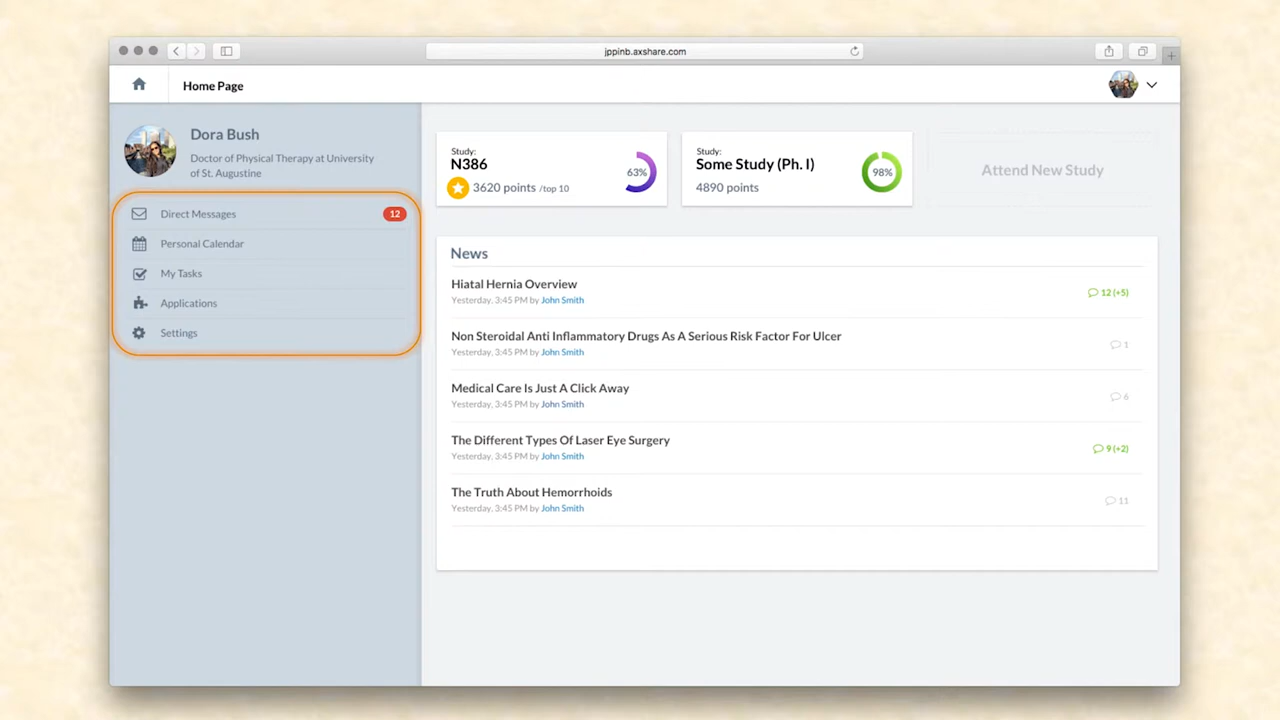 jppinb.axshare.com
Home Page
Dora Bush
Doctor of Physical Therapy at University
of St. Augustine
Direct Messages 12
Personal Calendar
My Tasks
Applications
Settings
Study:
N386
3620 points /top 10
63%
Study:
Some Study (Ph. I)
4890 points
98%
Attend New Study
News
Hiatal Hernia Overview
Yesterday, 3:45 PM by John Smith
12 (+5)
Non Steroidal Anti Inflammatory Drugs As A Serious Risk Factor For Ulcer
Yesterday, 3:45 PM by John Smith
1
Medical Care Is Just A Click Away
Yesterday, 3:45 PM by John Smith
6
The Different Types Of Laser Eye Surgery
Yesterday, 3:45 PM by John Smith
9 (+2)
The Truth About Hemorrhoids
Yesterday, 3:45 PM by John Smith
11